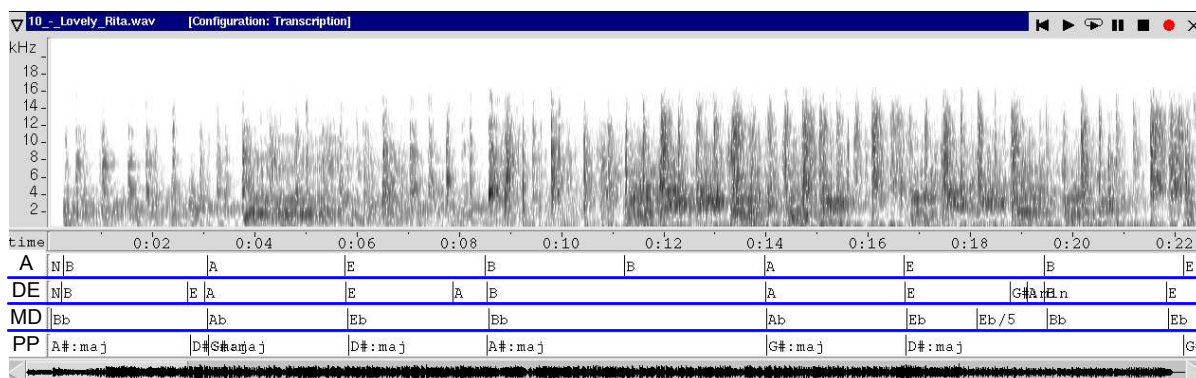 10_-_Lovely_Rita.wav [Configuration: Transcription]
kHz
18
16
14
12
10
8
6
4
2
time 0:02 0:04 0:06 0:08 0:10 0:12 0:14 0:16 0:18 0:20 0:22
A N B A E B B A E B E
DE N B E A E A B A E G# E
MD Bb Ab Eb Bb Ab Eb Eb/5 Bb Eb
PP A#:maj D# G#:maj D#:maj A#:maj G#:maj D#:maj G